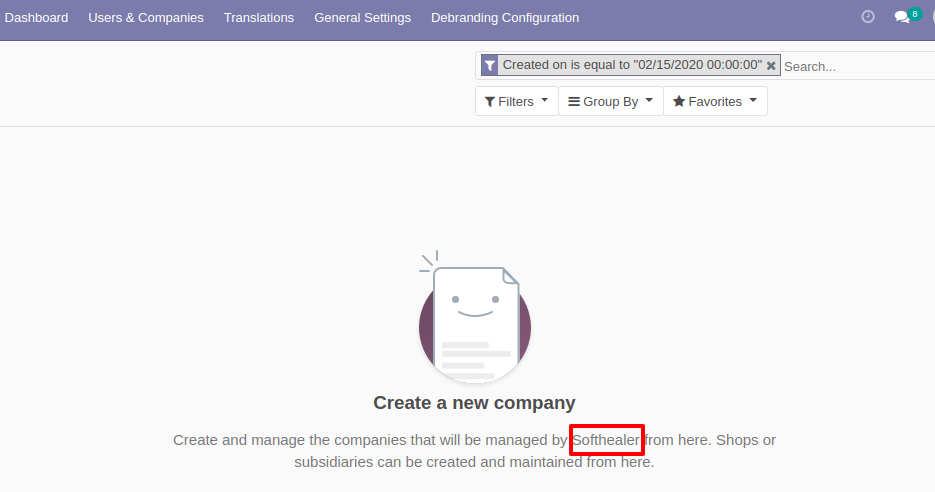 Dashboard Users & Companies Translations General Settings Debranding Configuration 8
Created on is equal to "02/15/2020 00:00:00" Search...
Filters Group By Favorites
Create a new company
Create and manage the companies that will be managed by Softhealer from here. Shops or
subsidiaries can be created and maintained from here.